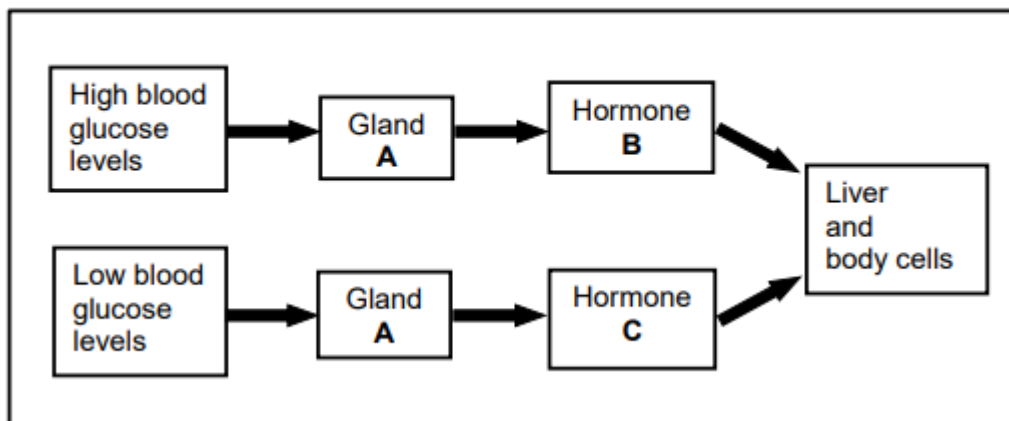 High blood
glucose
levels
Gland
A
Hormone
B
Liver
and
body cells
Low blood
glucose
levels
Gland
A
Hormone
C